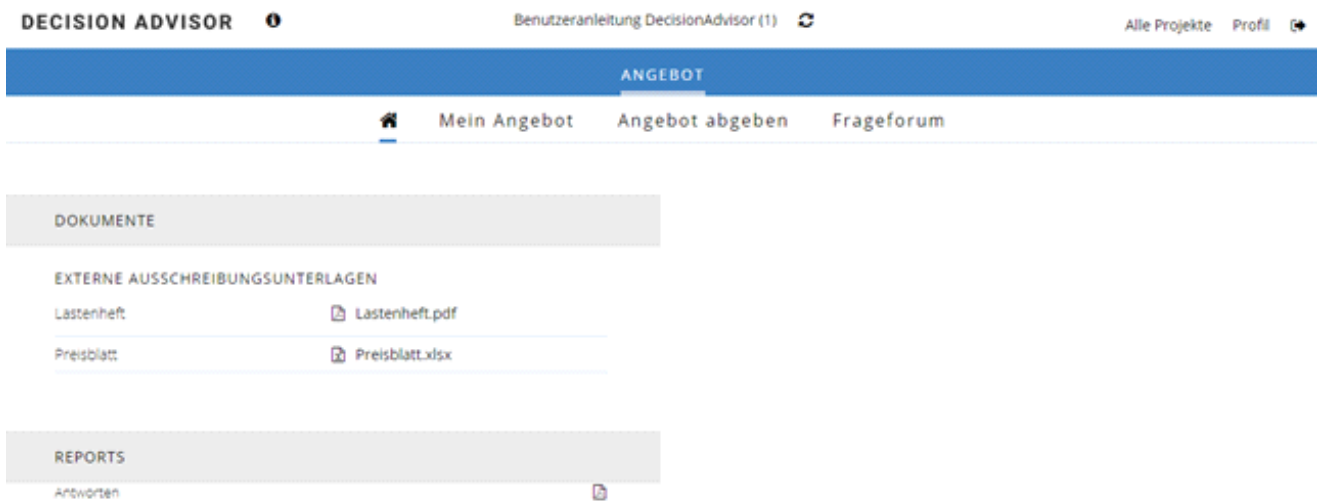 DECISION ADVISOR Benutzeranleitung DecisionAdvisor (1) Alle Projekte Profil
ANGEBOT
Mein Angebot Angebot abgeben Frageforum
DOKUMENTE
EXTERNE AUSSCHREIBUNGSUNTERLAGEN
Lastenheft Lastenheft.pdf
Preisblatt Preisblatt.xlsx
REPORTS
Antworten